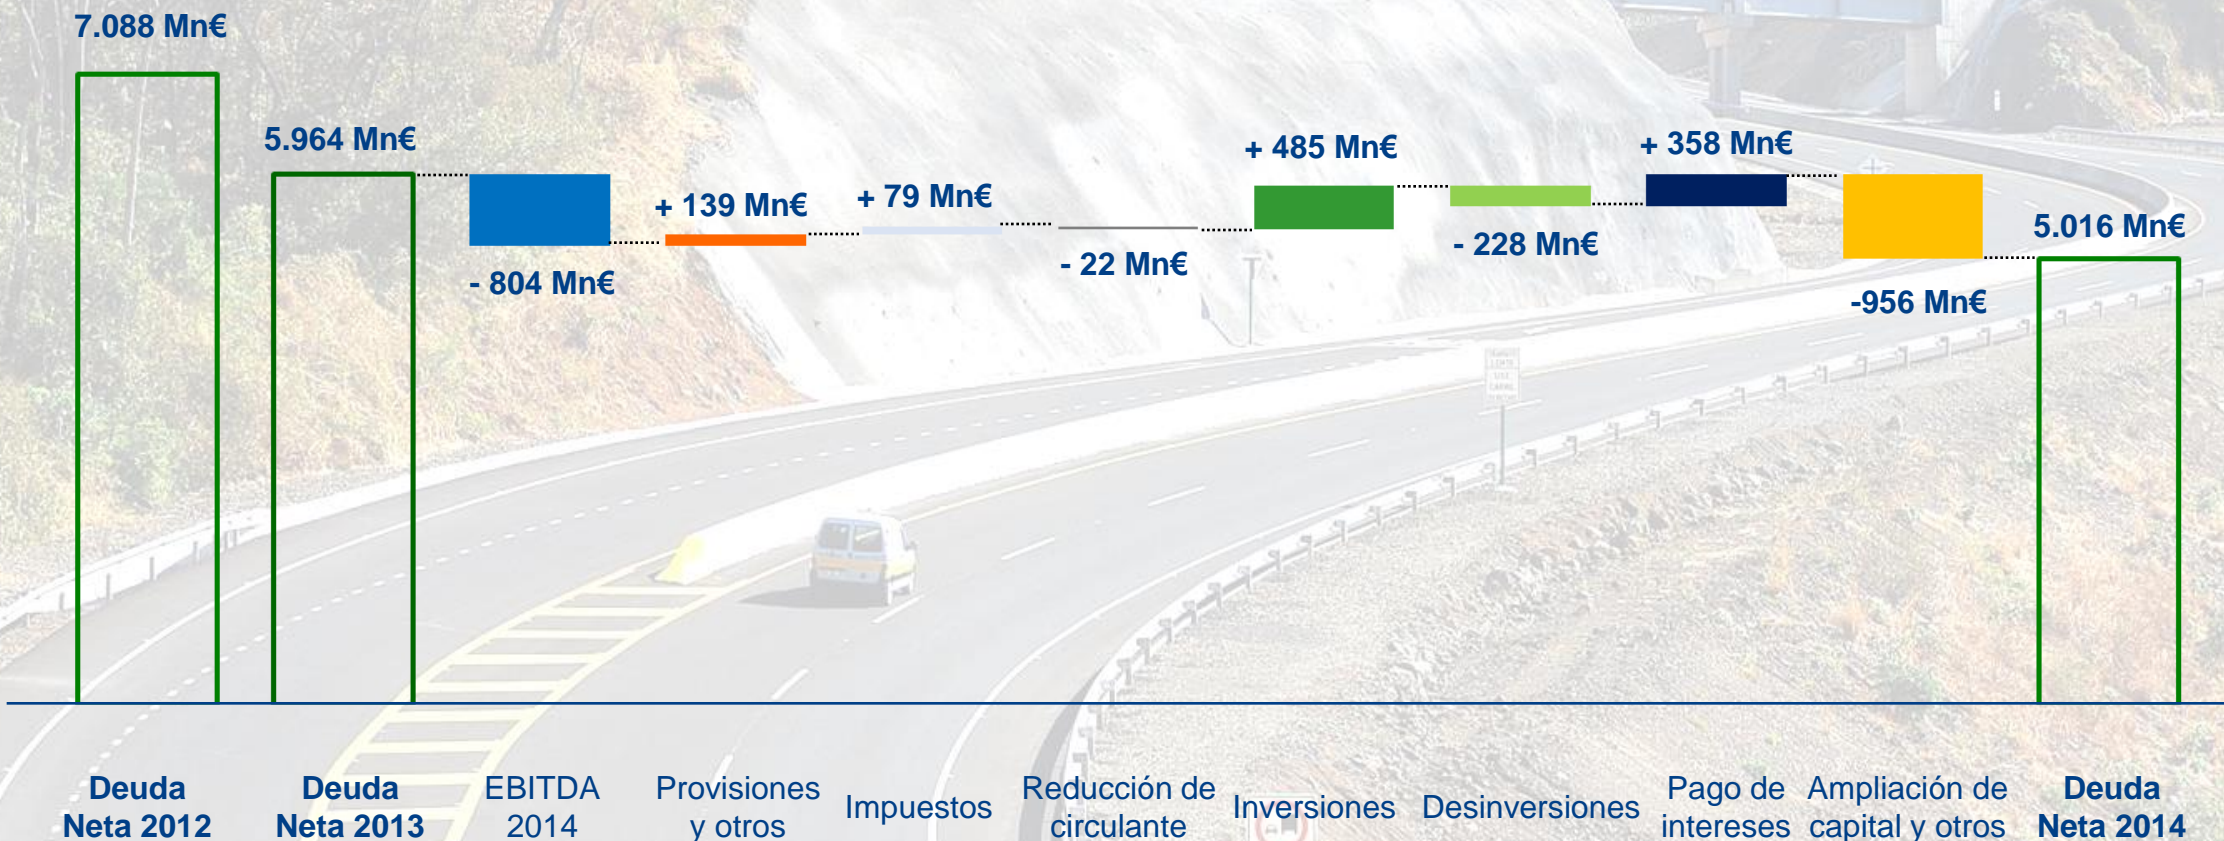 7.088 Mn€
5.964 Mn€
- 804 Mn€
+ 139 Mn€
+ 79 Mn€
- 22 Mn€
+ 485 Mn€
- 228 Mn€
+ 358 Mn€
-956 Mn€
5.016 Mn€
Deuda
Neta 2012
Deuda
Neta 2013
EBITDA
2014
Provisiones
y otros
Impuestos
Reducción de
circulante
Inversiones
Desinversiones
Pago de
intereses
Ampliación de
capital y otros
Deuda
Neta 2014